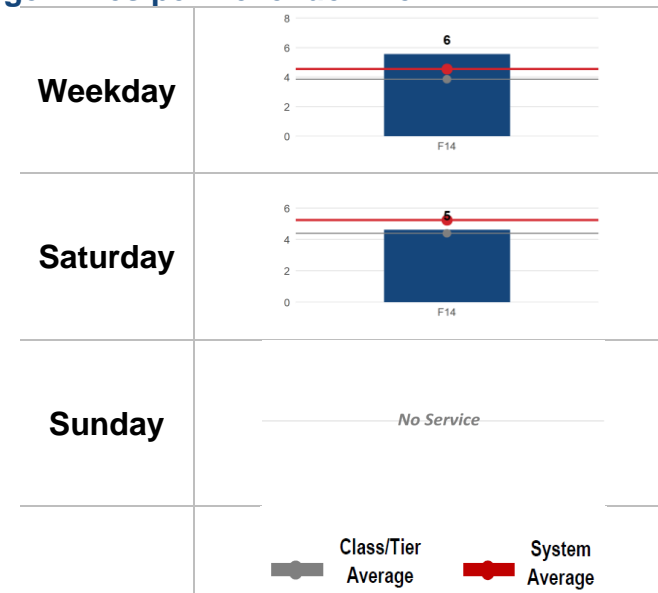 Weekday
8
6
4
2
0
6
F14
Saturday
6
4
2
0
5
F14
Sunday
No Service
Class/Tier
Average
System
Average